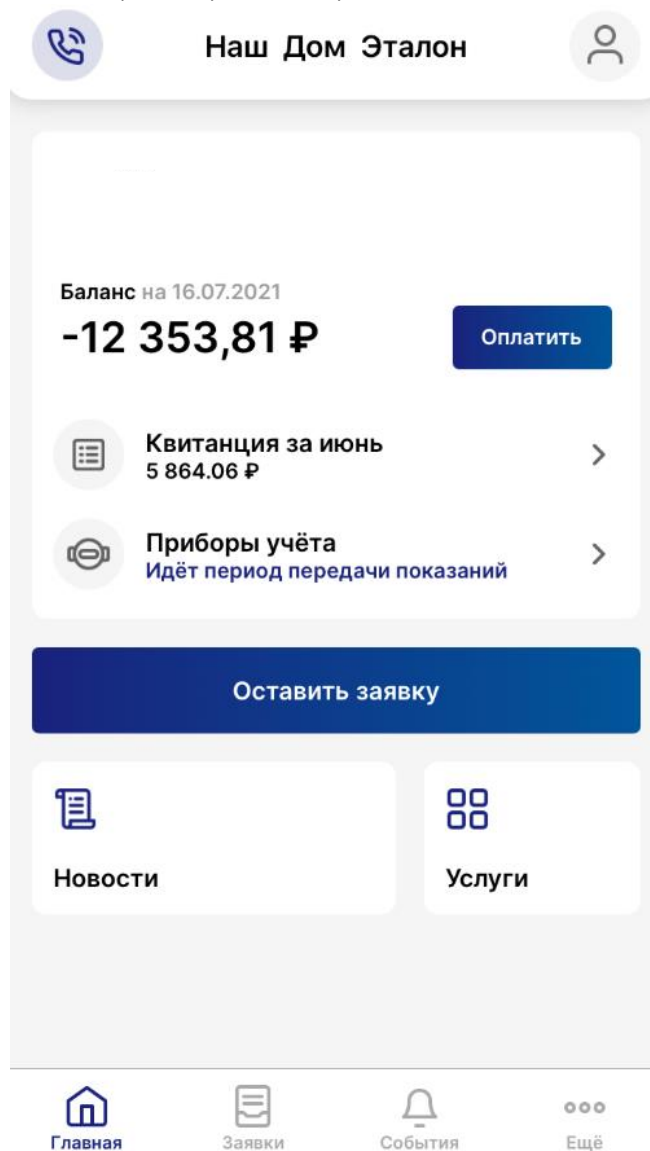 Наш Дом Эталон
Баланс на 16.07.2021
-12 353,81 ₽
Оплатить
Квитанция за июнь
5 864.06 ₽
Приборы учёта
Идёт период передачи показаний
Оставить заявку
Новости
Услуги
Главная
Заявки
События
Ещё